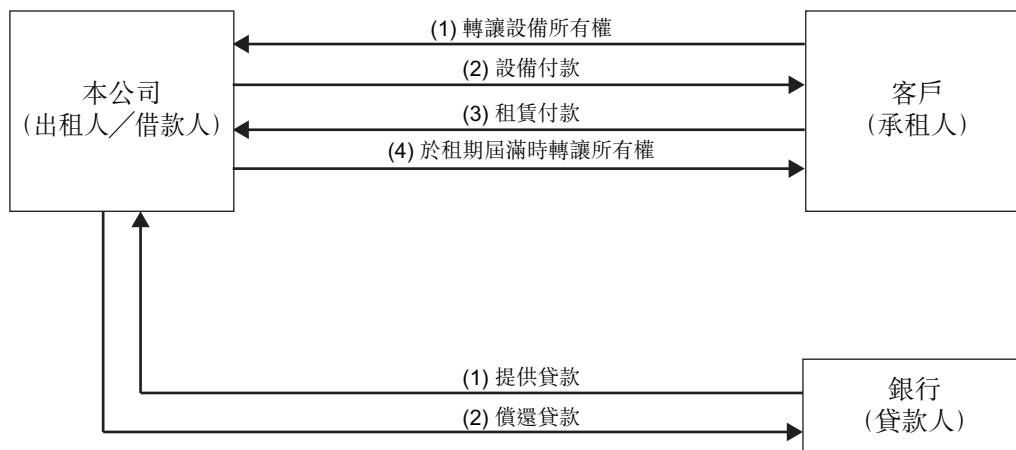 本公司
（出租人／借款人）
(1) 轉讓設備所有權
(2) 設備付款
(3) 租賃付款
(4) 於租期屆滿時轉讓所有權
客戶
（承租人）
(1) 提供貸款
(2) 償還貸款
銀行
（貸款人）